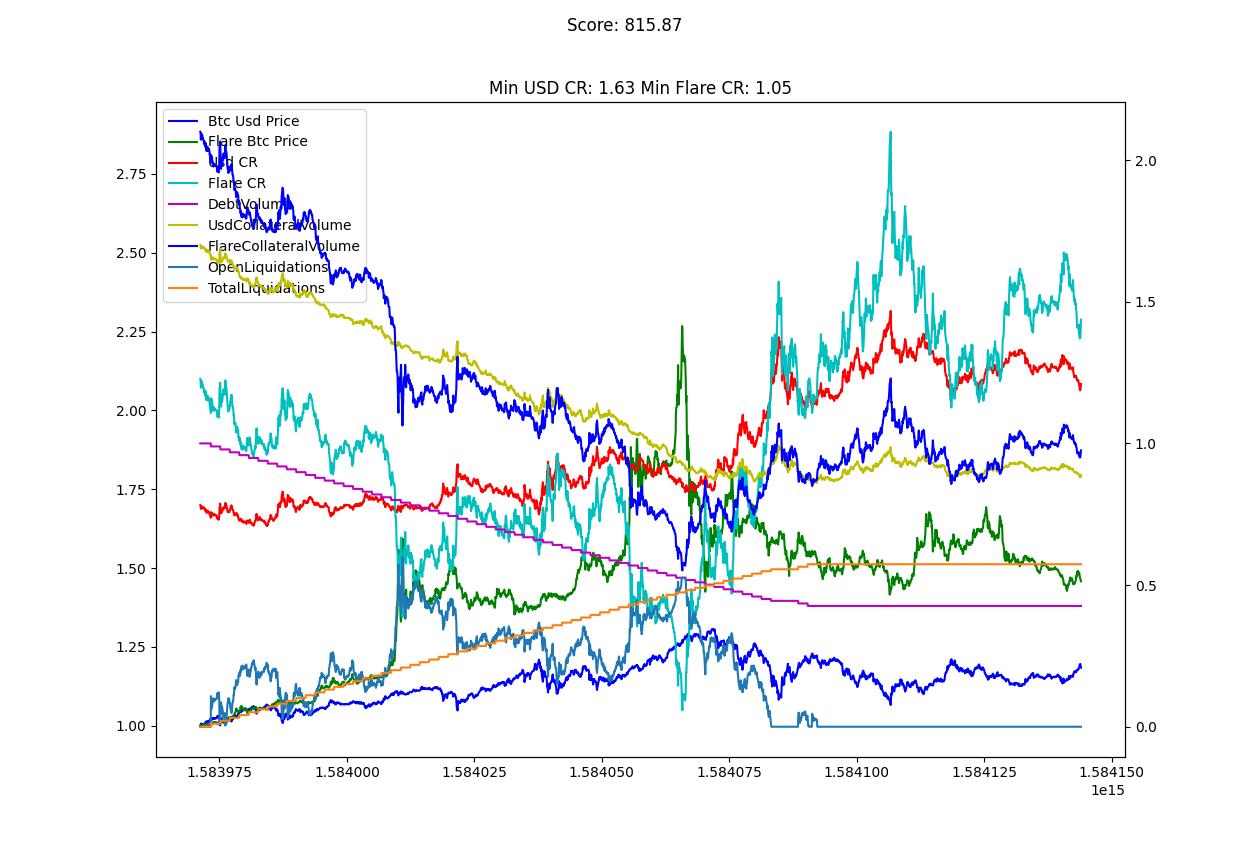 Score: 815.87
Min USD CR: 1.63 Min Flare CR: 1.05
Btc Usd Price
Flare Btc Price
Usd CR
Flare CR
DebtVolume
UsdCollateralVolume
FlareCollateralVolume
OpenLiquidations
TotalLiquidations
2.75
2.50
2.25
2.00
1.75
1.50
1.25
1.00
2.0
1.5
1.0
0.5
0.0
1.583975 1.584000 1.584025 1.584050 1.584075 1.584100 1.584125 1.584150
1e15